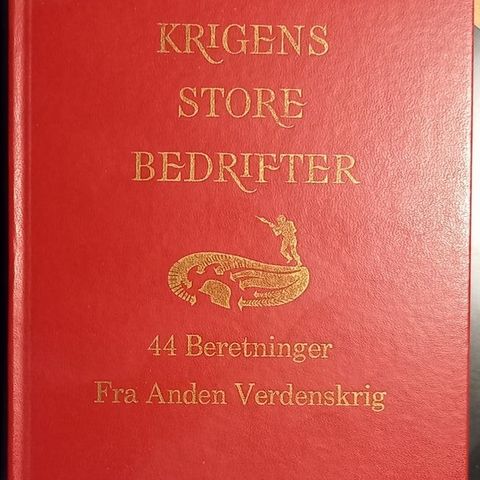 KRIGENS
STORE
BEDRIFTER
44 Beretninger
Fra Anden Verdenskrig